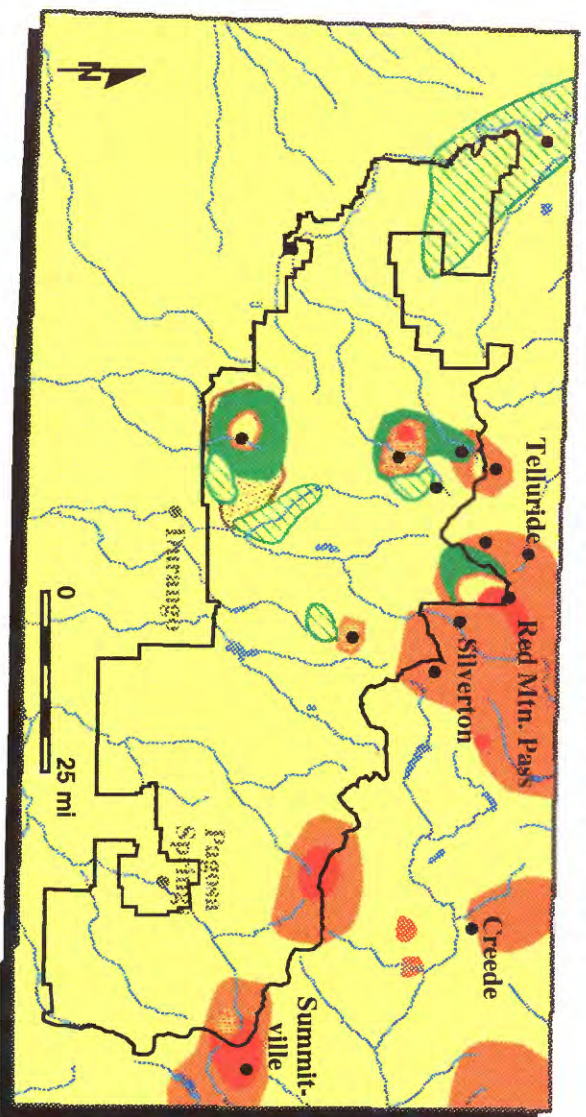 Telluride
Red Mtn. Pass
Silverton
Creede
Summit-
ville
Durango
Pagosa
Springs
0
25 mi
N